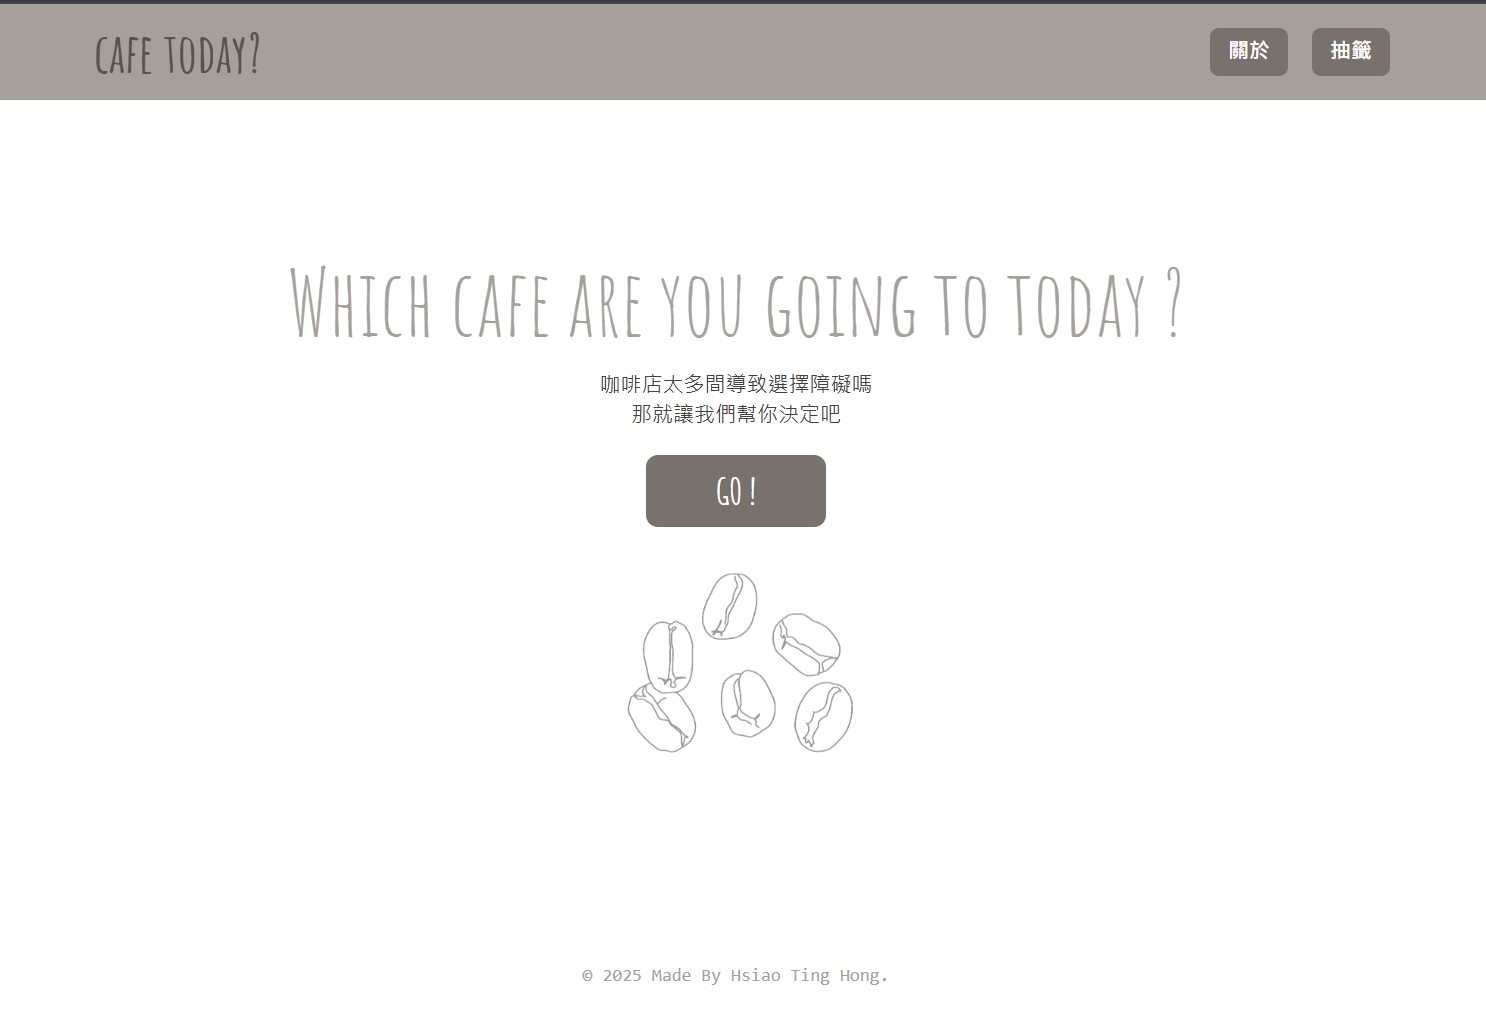 CAFE TODAY?
關於
抽籤
WHICH CAFE ARE YOU GOING TO TODAY ?
咖啡店太多間導致選擇障礙嗎
那就讓我們幫你決定吧
GO !
© 2025 Made By Hsiao Ting Hong.